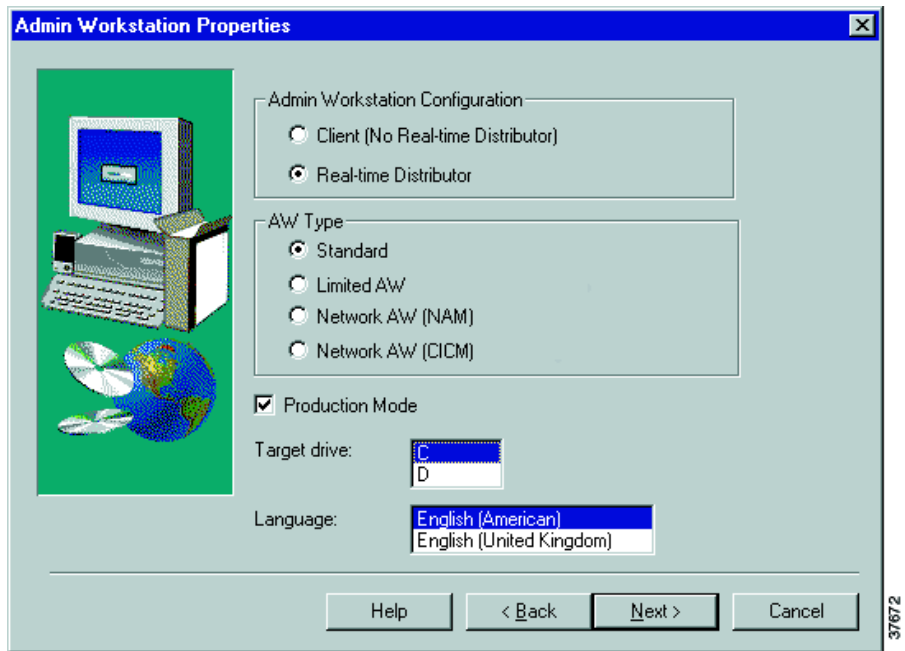 Admin Workstation Properties
Admin Workstation Configuration
Client (No Real-time Distributor)
Real-time Distributor
AW Type
Standard
Limited AW
Network AW (NAM)
Network AW (CICM)
Production Mode
Target drive:
C
D
Language:
English (American)
English (United Kingdom)
Help
< Back
Next >
Cancel
37672